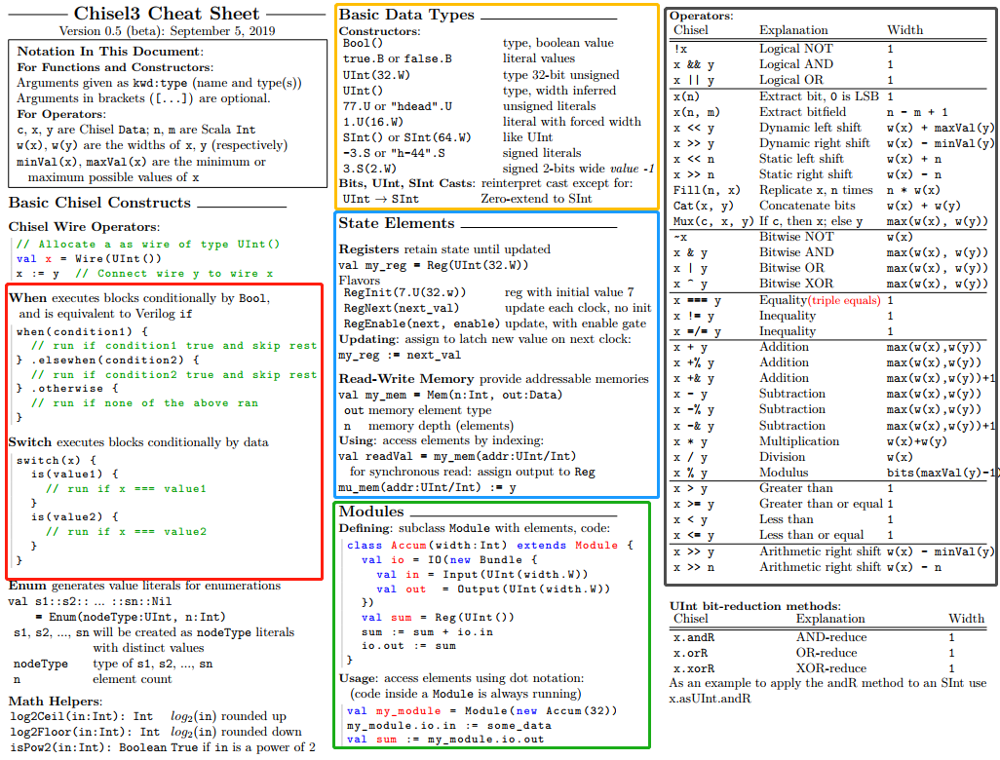 Chisel3 Cheat Sheet
Version 0.5 (beta): September 5, 2019
Notation In This Document:
For Functions and Constructors:
Arguments given as kwd:type (name and type(s))
Arguments in brackets ([...]) are optional.
For Operators:
c, x, y are Chisel Data; n, m are Scala Int
w(x), w(y) are the widths of x, y (respectively)
minVal(x), maxVal(x) are the minimum or
maximum possible values of x
Basic Chisel Constructs
Chisel Wire Operators:
// Allocate a as wire of type UInt()
val x = Wire(UInt())
x := y // Connect wire y to wire x
When executes blocks conditionally by Bool,
and is equivalent to Verilog if
when(condition1) {
// run if condition1 true and skip rest
} .elsewhen(condition2) {
// run if condition2 true and skip rest
} .otherwise {
// run if none of the above ran
}
Switch executes blocks conditionally by data
switch(x) {
is(value1) {
// run if x === value1
}
is(value2) {
// run if x === value2
}
}
Enum generates value literals for enumerations
val s1::s2:: ... ::sn::Nil
= Enum(nodeType:UInt, n:Int)
s1, s2, ..., sn will be created as nodeType literals
with distinct values
nodeType type of s1, s2, ..., sn
n element count
Math Helpers:
log2Ceil(in:Int): Int log2(in) rounded up
log2Floor(in:Int): Int log2(in) rounded down
isPow2(in:Int): Boolean True if in is a power of 2
Basic Data Types
Constructors:
Bool() type, boolean value
true.B or false.B literal values
UInt(32.W) type 32-bit unsigned
UInt() type, width inferred
77.U or "hdead".U unsigned literals
1.U(16.W) literal with forced width
SInt() or SInt(64.W) like UInt
-3.S or "h-44".S signed literals
3.S(2.W) signed 2-bits wide value -1
Bits, UInt, SInt Casts: reinterpret cast except for:
UInt → SInt Zero-extend to SInt
State Elements
Registers retain state until updated
val my_reg = Reg(UInt(32.W))
Flavors
RegInit(7.U(32.w)) reg with initial value 7
RegNext(next_val) update each clock, no init
RegEnable(next, enable) update, with enable gate
Updating: assign to latch new value on next clock:
my_reg := next_val
Read-Write Memory provide addressable memories
val my_mem = Mem(n:Int, out:Data)
out memory element type
n memory depth (elements)
Using: access elements by indexing:
val readVal = my_mem(addr:UInt/Int)
for synchronous read: assign output to Reg
mu_mem(addr:UInt/Int) := y
Modules
Defining: subclass Module with elements, code:
class Accum(width:Int) extends Module {
val io = IO(new Bundle {
val in = Input(UInt(width.W))
val out = Output(UInt(width.W))
})
val sum = Reg(UInt())
sum := sum + io.in
io.out := sum
}
Usage: access elements using dot notation:
(code inside a Module is always running)
val my_module = Module(new Accum(32))
my_module.io.in := some_data
val sum := my_module.io.out
Operators:
Chisel Explanation Width
!x Logical NOT 1
x && y Logical AND 1
x || y Logical OR 1
x(n) Extract bit, 0 is LSB 1
x(n, m) Extract bitfield n - m + 1
x << y Dynamic left shift w(x) + maxVal(y)
x >> y Dynamic right shift w(x) - minVal(y)
x << n Static left shift w(x) + n
x >> n Static right shift w(x) - n
Fill(n, x) Replicate x, n times n * w(x)
Cat(x, y) Concatenate bits w(x) + w(y)
Mux(c, x, y) If c, then x; else y max(w(x), w(y))
~x Bitwise NOT w(x)
x & y Bitwise AND max(w(x), w(y))
x | y Bitwise OR max(w(x), w(y))
x ^ y Bitwise XOR max(w(x), w(y))
x === y Equality(triple equals) 1
x != y Inequality 1
x =/= y Inequality 1
x + y Addition max(w(x),w(y))
x +% y Addition max(w(x),w(y))
x +& y Addition max(w(x),w(y))+1
x - y Subtraction max(w(x),w(y))
x -% y Subtraction max(w(x),w(y))
x -& y Subtraction max(w(x),w(y))+1
x * y Multiplication w(x)+w(y)
x / y Division w(x)
x % y Modulus bits(maxVal(y)-1)
x > y Greater than 1
x >= y Greater than or equal 1
x < y Less than 1
x <= y Less than or equal 1
x >> y Arithmetic right shift w(x) - minVal(y)
x >> n Arithmetic right shift w(x) - n
UInt bit-reduction methods:
Chisel Explanation Width
x.andR AND-reduce 1
x.orR OR-reduce 1
x.xorR XOR-reduce 1
As an example to apply the andR method to an SInt use
x.asUInt.andR